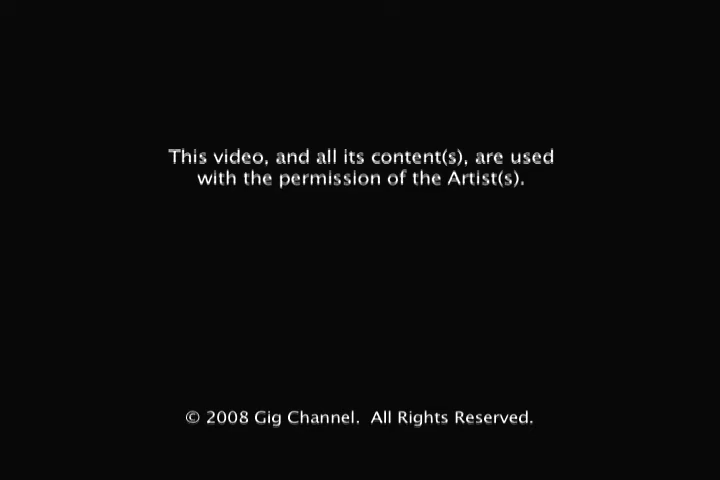 This video, and all its content(s), are used
with the permission of the Artist(s).
© 2008 Gig Channel. All Rights Reserved.